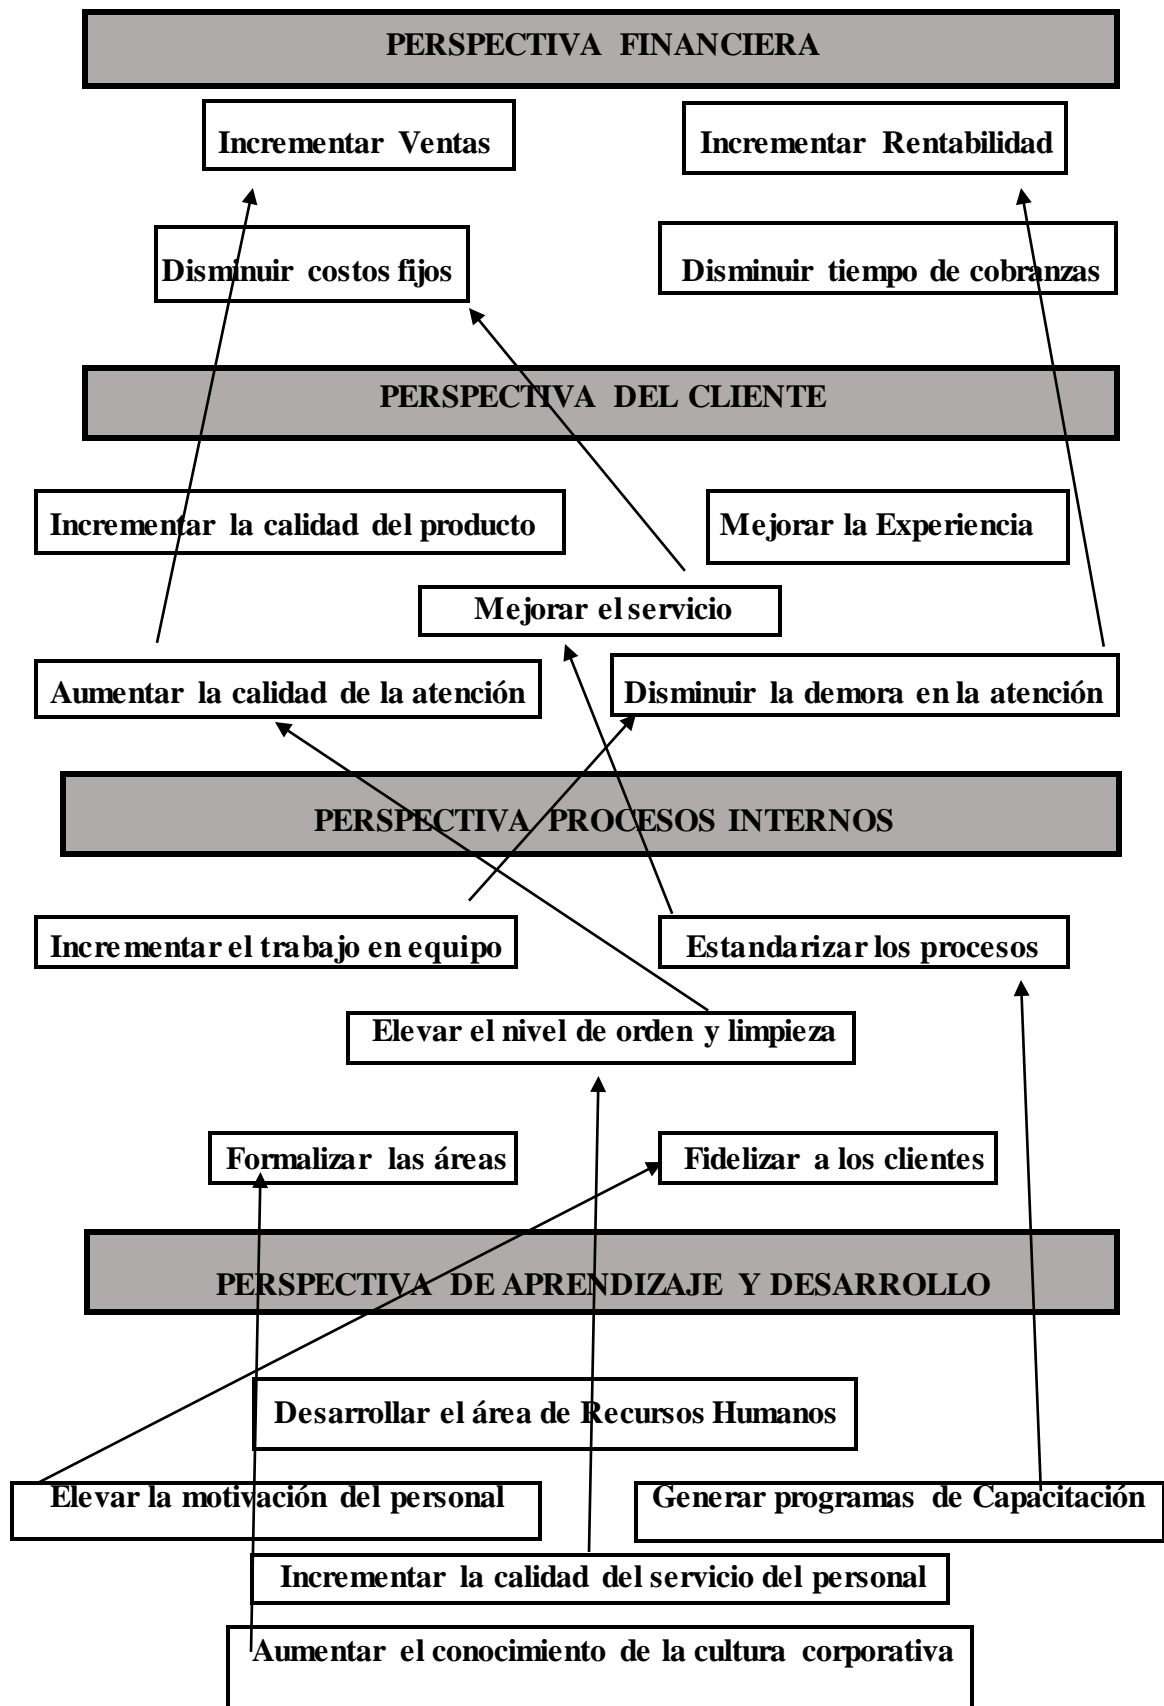 PERSPECTIVA FINANCIERA
Incrementar Ventas
Incrementar Rentabilidad
Disminuir costos fijos
Disminuir tiempo de cobranzas
PERSPECTIVA DEL CLIENTE
Incrementar la calidad del producto
Mejorar la Experiencia
Mejorar el servicio
Aumentar la calidad de la atención
Disminuir la demora en la atención
PERSPECTIVA PROCESOS INTERNOS
Incrementar el trabajo en equipo
Estandarizar los procesos
Elevar el nivel de orden y limpieza
Formalizar las áreas
Fidelizar a los clientes
PERSPECTIVA DE APRENDIZAJE Y DESARROLLO
Desarrollar el área de Recursos Humanos
Elevar la motivación del personal
Generar programas de Capacitación
Incrementar la calidad del servicio del personal
Aumentar el conocimiento de la cultura corporativa